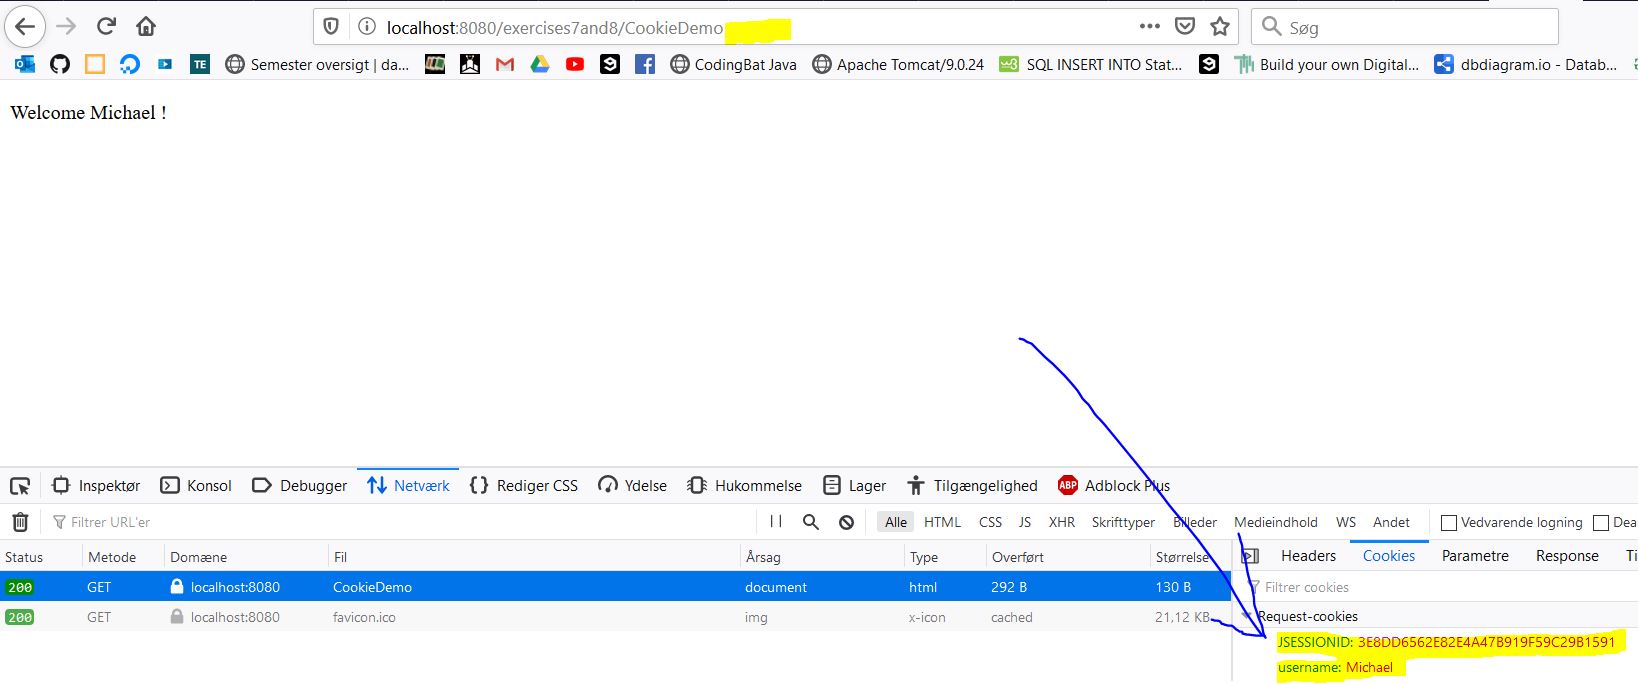 localhost:8080/exercises7and8/CookieDemo
Søg
TE Semester oversigt | da... CodingBat Java Apache Tomcat/9.0.24 w3 SQL INSERT INTO Stat... Build your own Digital... dbdiagram.io - Datab...
Welcome Michael !
Inspektør Konsol Debugger Netværk Rediger CSS Ydelse Hukommelse Lager Tilgængelighed ABP Adblock Plus
Filtrer URL'er Alle HTML CSS JS XHR Skrifttyper Billeder Medieindhold WS Andet Vedvarende logning Dea
Status Metode Domæne Fil Årsag Type Overført Størrelse Headers Cookies Parametre Response Ti
200 GET localhost:8080 CookieDemo document html 292 B 130 B Filtrer cookies
200 GET localhost:8080 favicon.ico img x-icon cached 21,12 KB Request-cookies
JSESSIONID: 3E8DD6562E82E4A47B919F59C29B1591
username: Michael